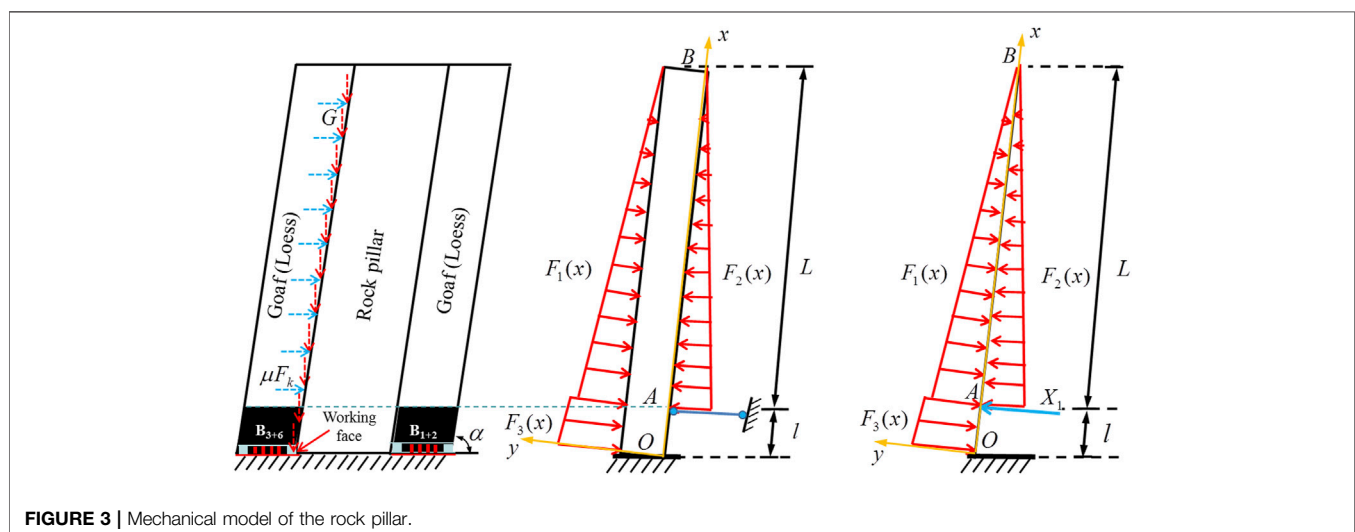 G
Goaf (Loess)
Rock pillar
Goaf (Loess)
μFₖ
Working
face
B₃₊₆
B₁₊₂
α
x
B
F₁(x)
F₂(x)
L
A
F₃(x)
O
y
l
x
B
F₁(x)
F₂(x)
L
A
X₁
F₃(x)
O
y
l
FIGURE 3 | Mechanical model of the rock pillar.